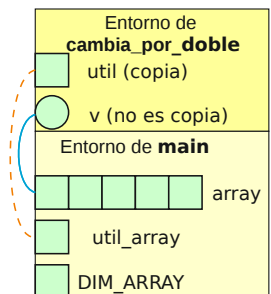 Entorno de
cambia_por_doble
util (copia)
v (no es copia)
Entorno de main
array
util_array
DIM_ARRAY